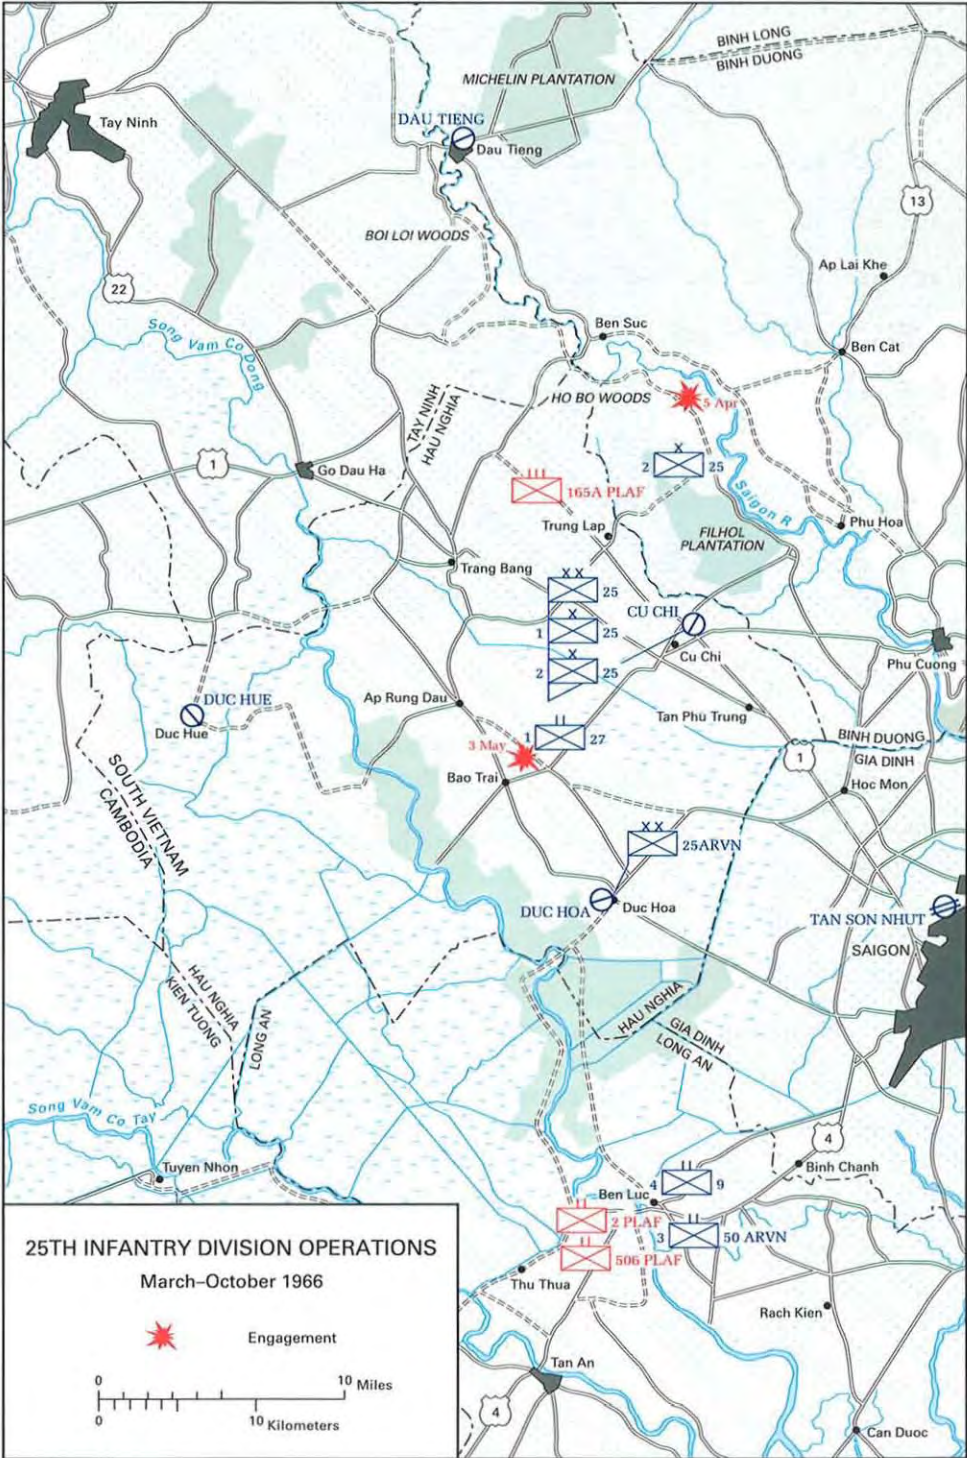 BINH LONG
BINH DUONG
MICHELIN PLANTATION
Tay Ninh
DAU TIENG
Dau Tieng
13
BOI LOI WOODS
Ap Lai Khe
22
Song Vam Co Dong
Ben Suc
Ben Cat
TAY NINH
HAU NGHIA
HO BO WOODS
5 Apr
1
Go Dau Ha
X
2 25
III
165A PLAF
Saigon R
Trung Lap
Phu Hoa
FILHOL
PLANTATION
Trang Bang
XX
25
X
1 25
X
2 25
CU CHI
Cu Chi
Phu Cuong
DUC HUE
Duc Hue
Ap Rung Dau
Tan Phu Trung
II
1 27
3 May
BINH DUONG
GIA DINH
1
SOUTH VIETNAM
CAMBODIA
Bao Trai
Hoc Mon
XX
25ARVN
DUC HOA
Duc Hoa
TAN SON NHUT
SAIGON
HAU NGHIA
KIEN TUONG
LONG AN
HAU NGHIA
GIA DINH
LONG AN
Song Vam Co Tay
4
Tuyen Nhon
Binh Chanh
II
4 9
Ben Luc
II
2 PLAF
II
3 50 ARVN
II
506 PLAF
Thu Thua
Rach Kien
Tan An
4
Can Duoc
25TH INFANTRY DIVISION OPERATIONS
March–October 1966
Engagement
0 10 Miles
0 10 Kilometers